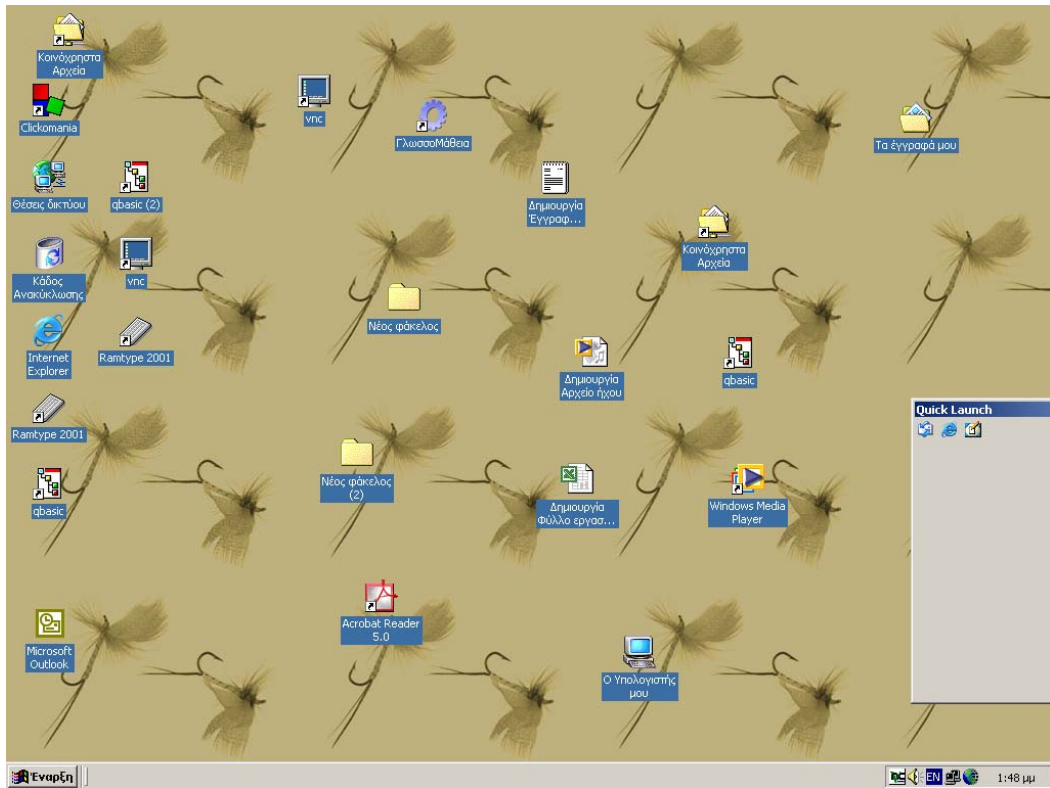 Κοινόχρηστα
Αρχεία
Clickomania
vnc
ΓλωσσοΜάθεια
Τα έγγραφά μου
Θέσεις δικτύου
qbasic (2)
Δημιουργία
Έγγραφ...
Κοινόχρηστα
Αρχεία
Κάδος
Ανακύκλωσης
vnc
Νέος φάκελος
Internet
Explorer
Ramtype 2001
Δημιουργία
Αρχείο ήχου
qbasic
Quick Launch
Ramtype 2001
Νέος φάκελος
(2)
qbasic
Δημιουργία
Φύλλο εργασ...
Windows Media
Player
Acrobat Reader
5.0
Microsoft
Outlook
Ο Υπολογιστής
μου
Έναρξη
EN
1:48 μμ